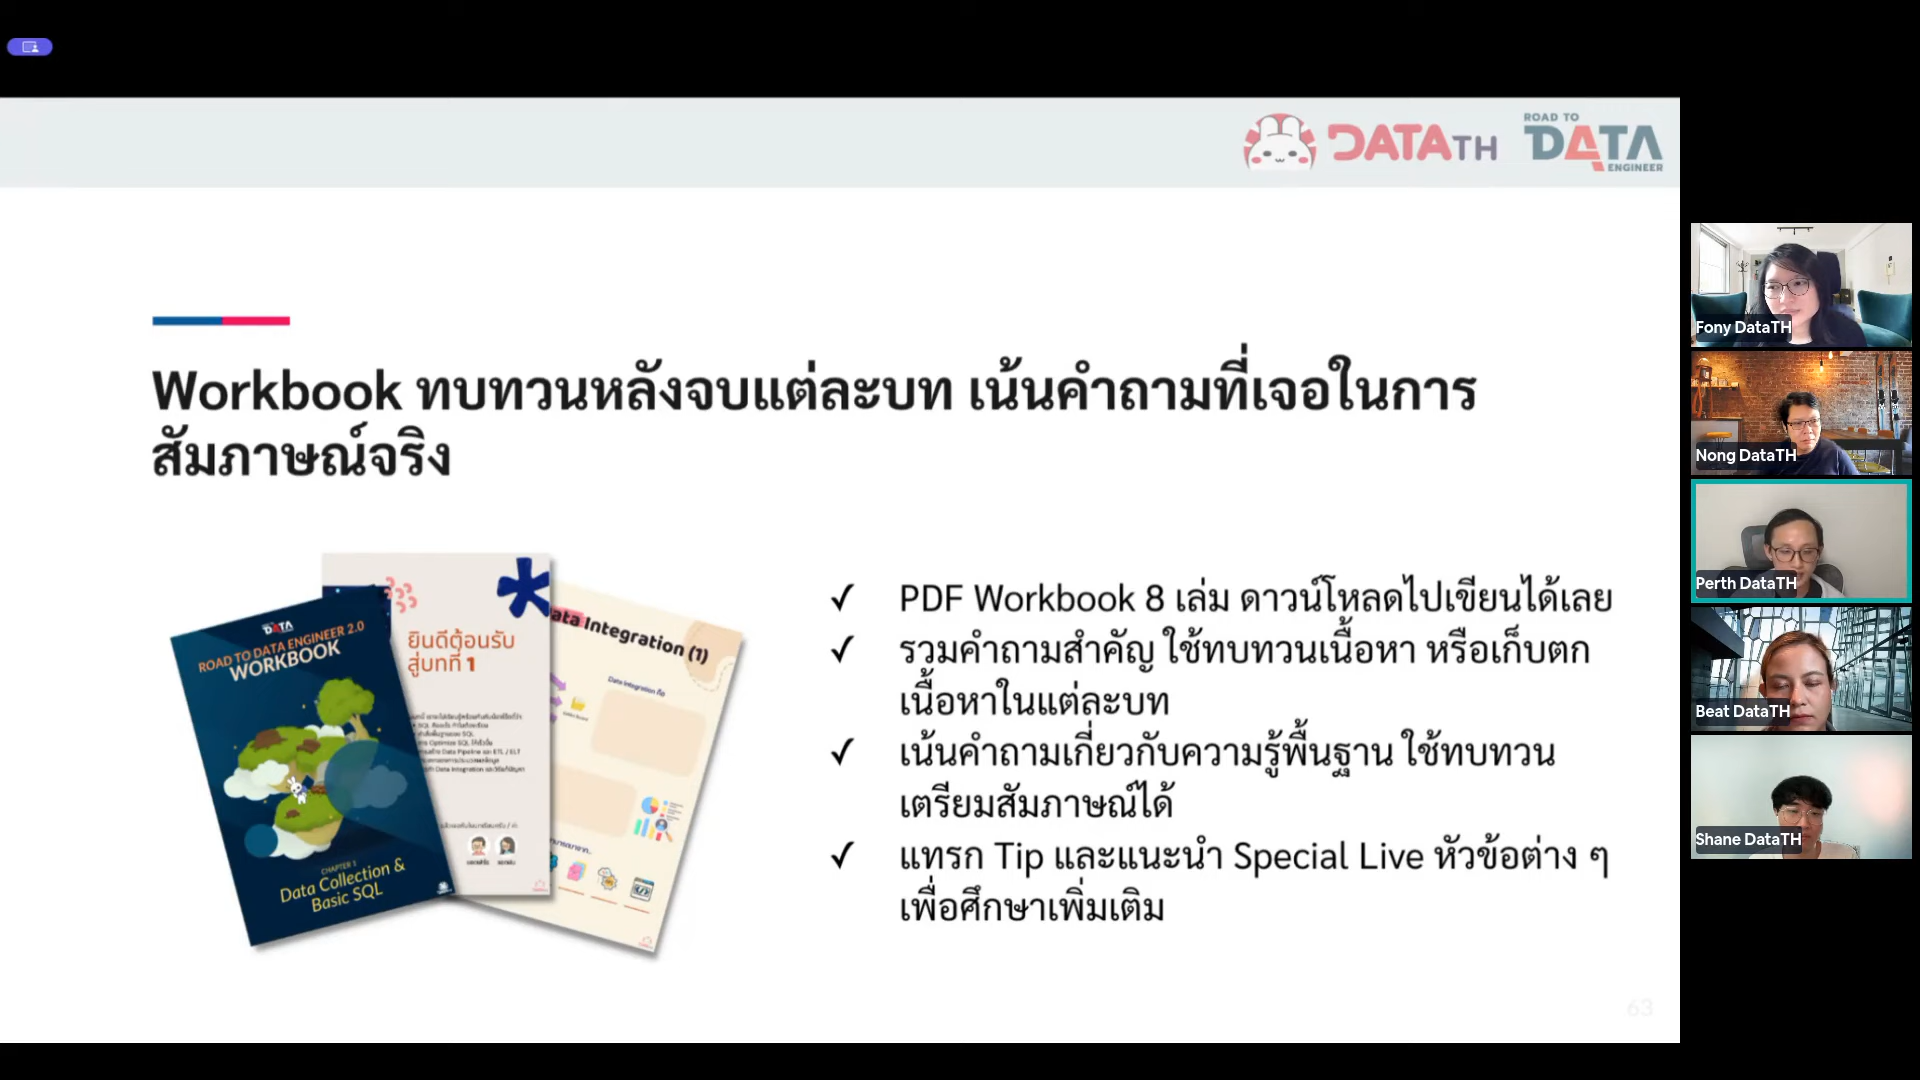 DATA TH
ROAD TO
DATA
ENGINEER
Workbook ทบทวนหลังจบแต่ละบท เน้นคำถามที่เจอในการ
สัมภาษณ์จริง
DATA
ROAD TO DATA ENGINEER 2.0
WORKBOOK
CHAPTER 1
Data Collection &
Basic SQL
ยินดีต้อนรับ
สู่บทที่ 1
Integration (1)
Data Integration คือ
✓ PDF Workbook 8 เล่ม ดาวน์โหลดไปเขียนได้เลย
✓ รวมคำถามสำคัญ ใช้ทบทวนเนื้อหา หรือเก็บตก
เนื้อหาในแต่ละบท
✓ เน้นคำถามเกี่ยวกับความรู้พื้นฐาน ใช้ทบทวน
เตรียมสัมภาษณ์ได้
✓ แทรก Tip และแนะนำ Special Live หัวข้อต่าง ๆ
เพื่อศึกษาเพิ่มเติม
63
Fony DataTH
Nong DataTH
Perth DataTH
Beat DataTH
Shane DataTH